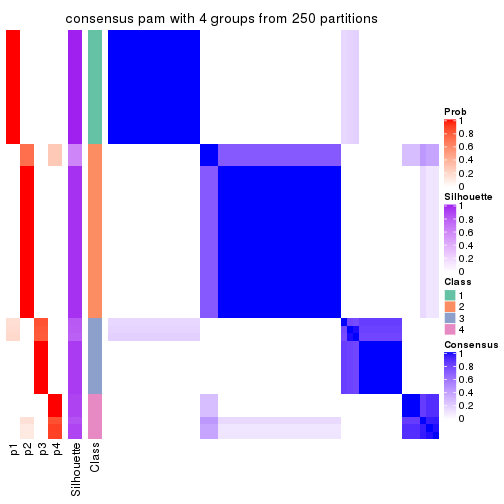 consensus pam with 4 groups from 250 partitions
Prob
1
0.8
0.6
0.4
0.2
0
Silhouette
1
0.8
0.6
0.4
0.2
0
Class
1
2
3
4
Consensus
1
0.8
0.6
0.4
0.2
0
p1
p2
p3
p4
Silhouette
Class